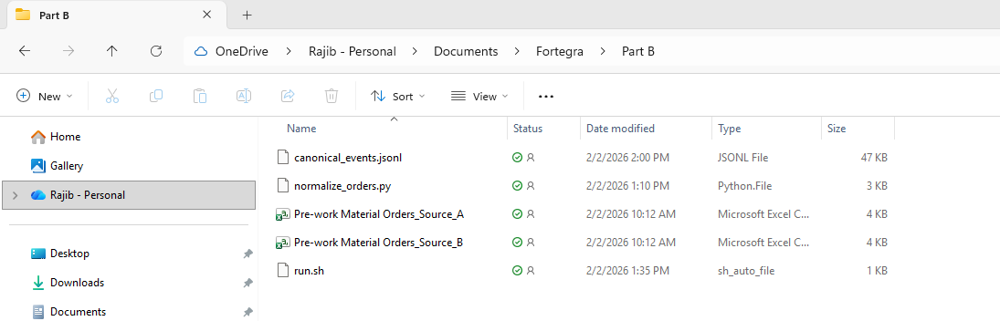 Part B
OneDrive > Rajib - Personal > Documents > Fortegra > Part B
New Sort View
Home
Gallery
Rajib - Personal
Desktop
Downloads
Documents
Name Status Date modified Type Size
canonical_events.jsonl 2/2/2026 2:00 PM JSONL File 47 KB
normalize_orders.py 2/2/2026 1:10 PM Python.File 3 KB
Pre-work Material Orders_Source_A 2/2/2026 10:12 AM Microsoft Excel C... 4 KB
Pre-work Material Orders_Source_B 2/2/2026 10:12 AM Microsoft Excel C... 4 KB
run.sh 2/2/2026 1:35 PM sh_auto_file 1 KB